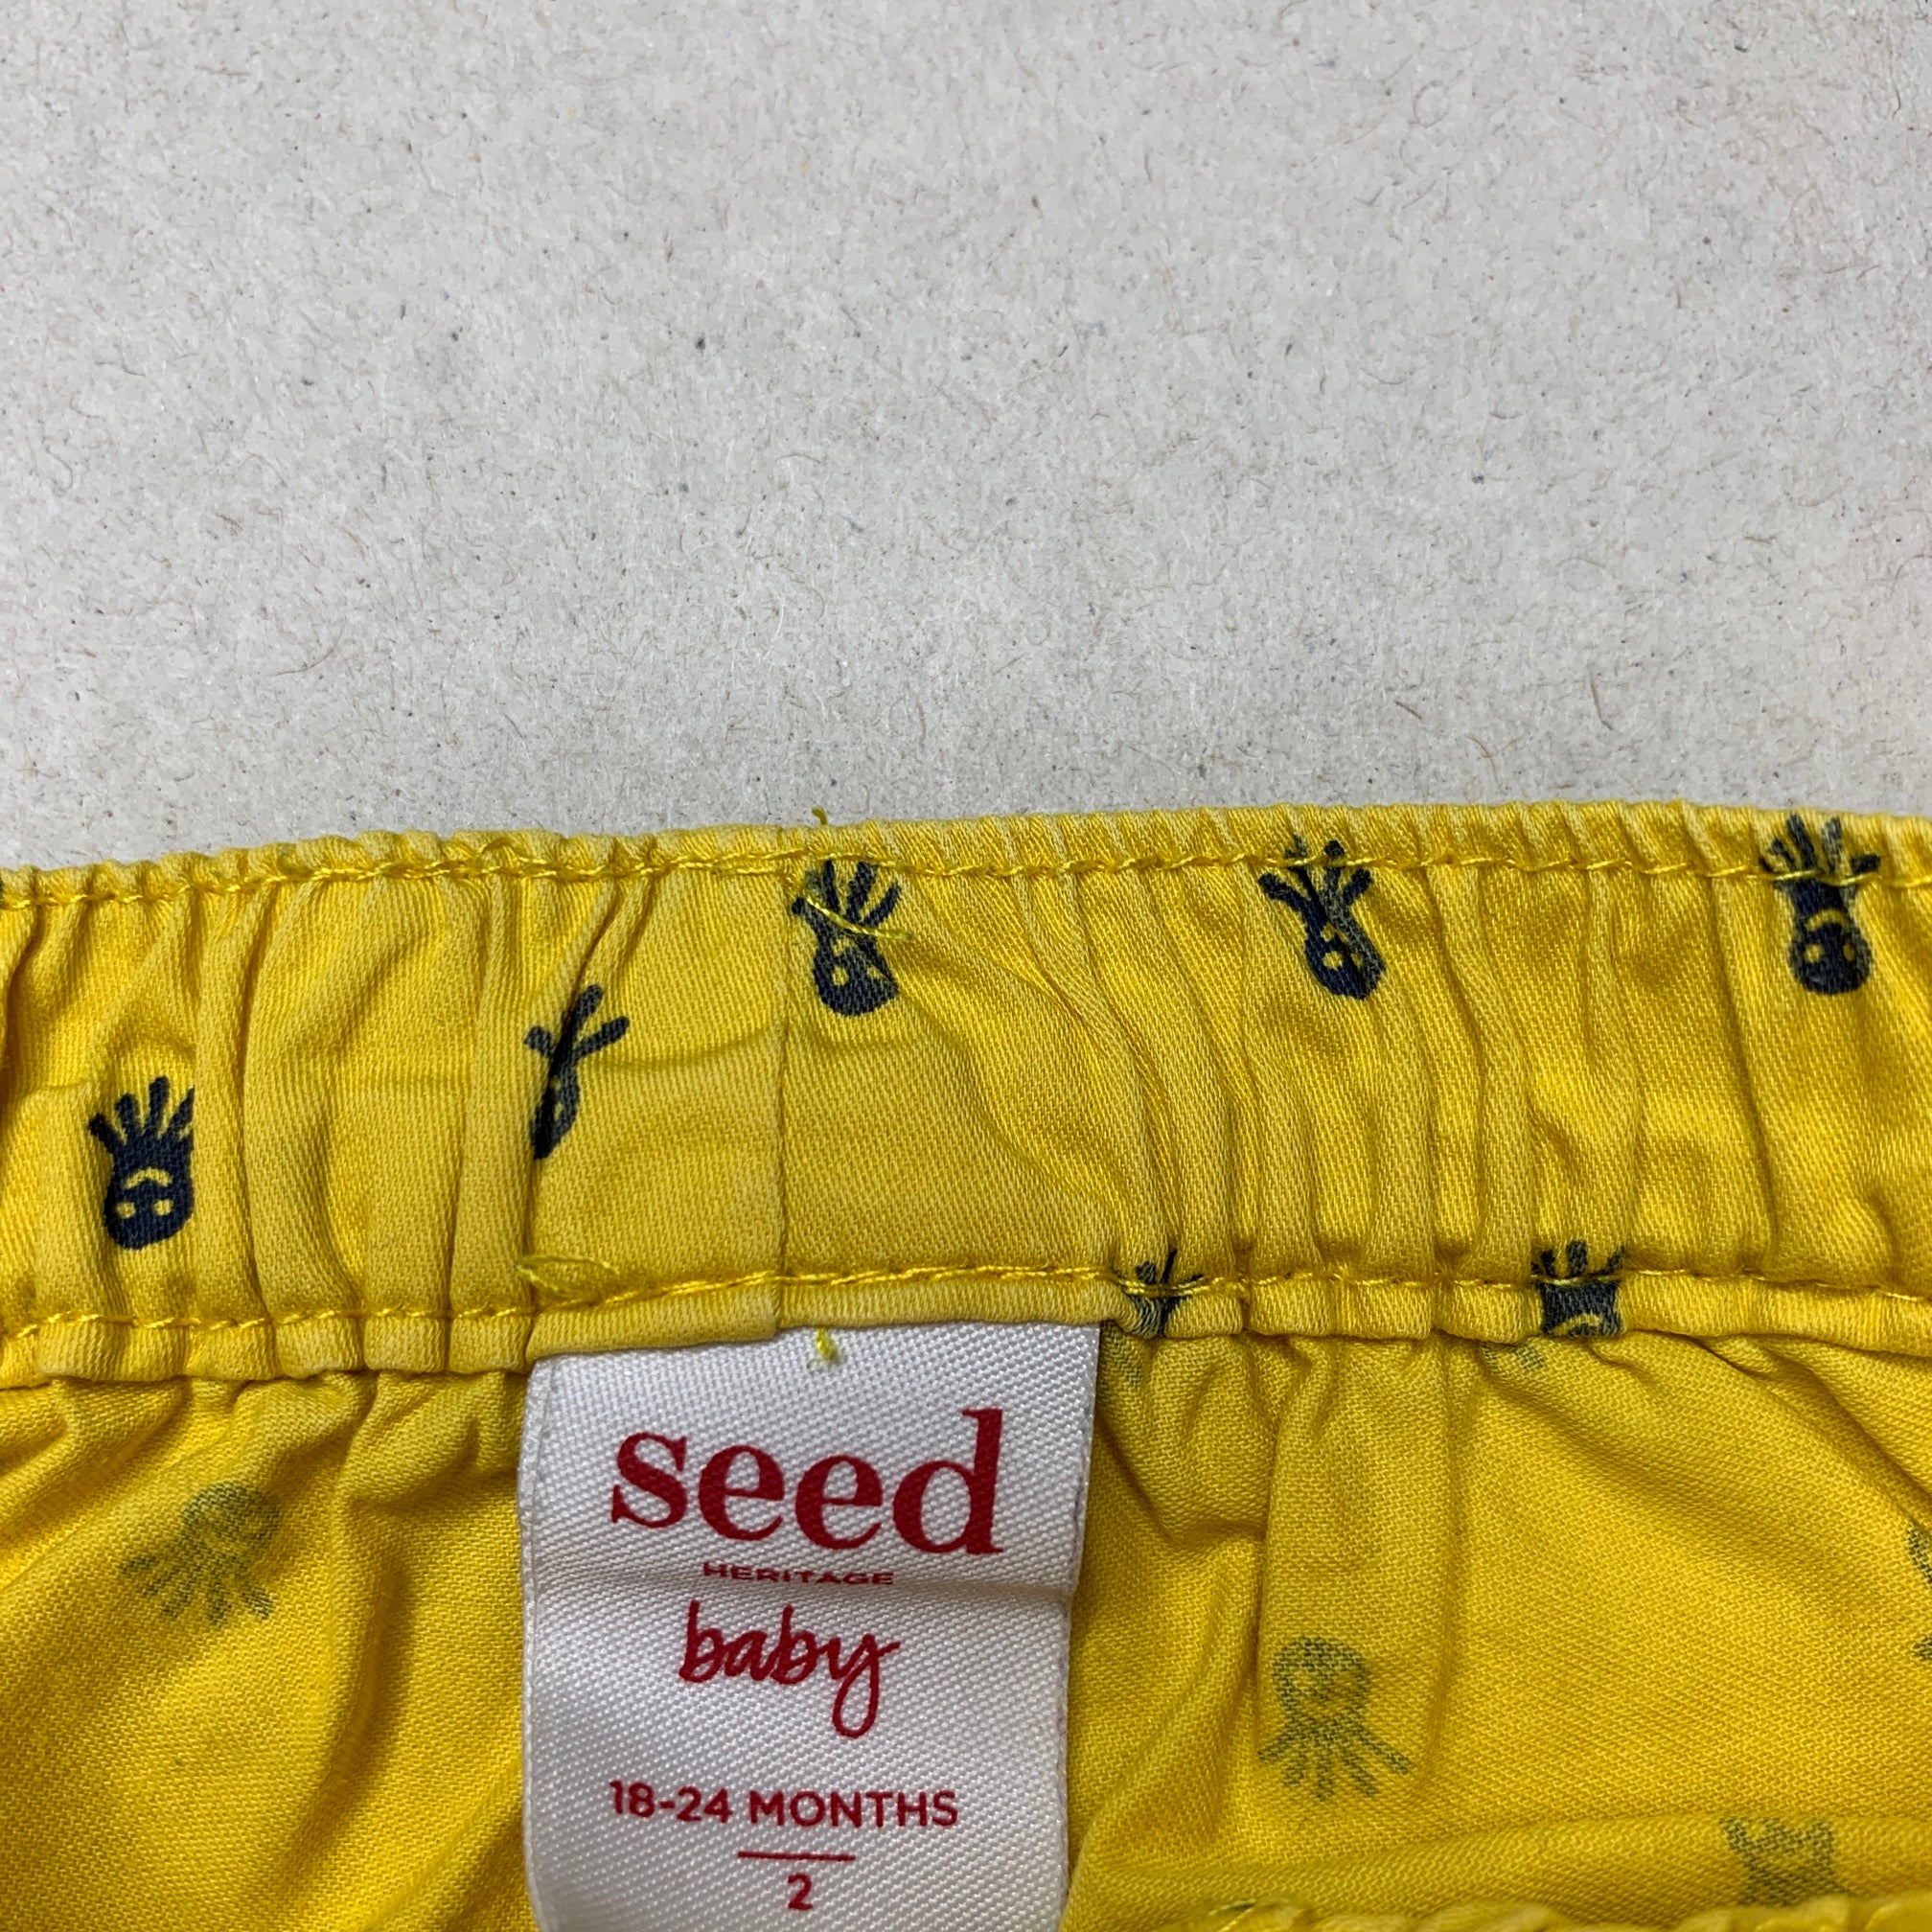 seed
HERITAGE
baby
18-24 MONTHS
2